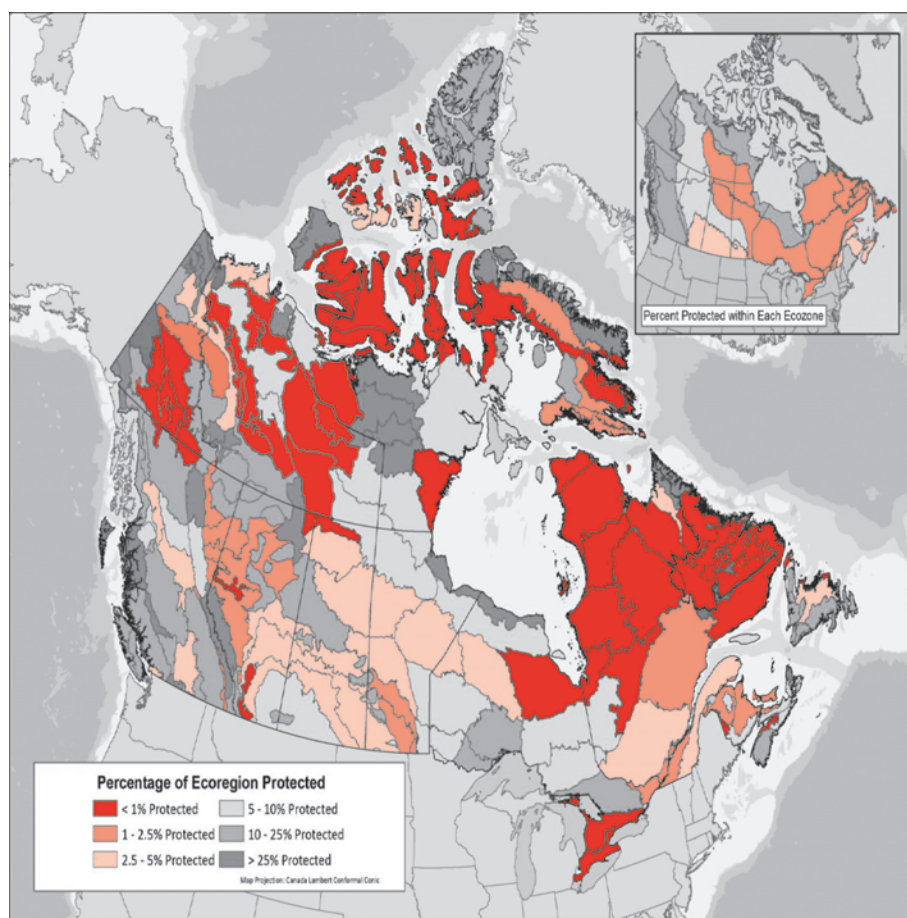 Percent Protected within Each Ecozone
Percentage of Ecoregion Protected
< 1% Protected
1 - 2.5% Protected
2.5 - 5% Protected
5 - 10% Protected
10 - 25% Protected
> 25% Protected
Map Projection: Canada Lambert Conformal Conic